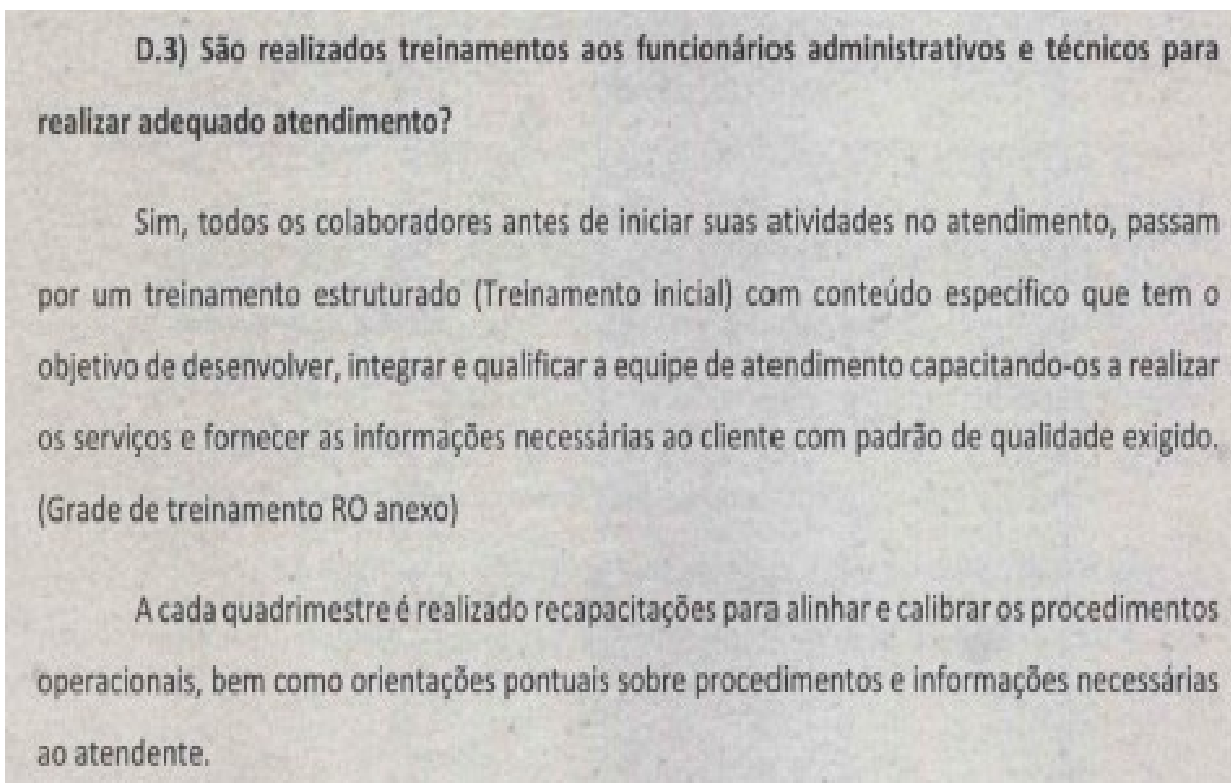 D.3) São realizados treinamentos aos funcionários administrativos e técnicos para
realizar adequado atendimento?
Sim, todos os colaboradores antes de iniciar suas atividades no atendimento, passam
por um treinamento estruturado (Treinamento inicial) com conteúdo específico que tem o
objetivo de desenvolver, integrar e qualificar a equipe de atendimento capacitando-os a realizar
os serviços e fornecer as informações necessárias ao cliente com padrão de qualidade exigido.
(Grade de treinamento RO anexo)
A cada quadrimestre é realizado recapacitações para alinhar e calibrar os procedimentos
operacionais, bem como orientações pontuais sobre procedimentos e informações necessárias
ao atendente.